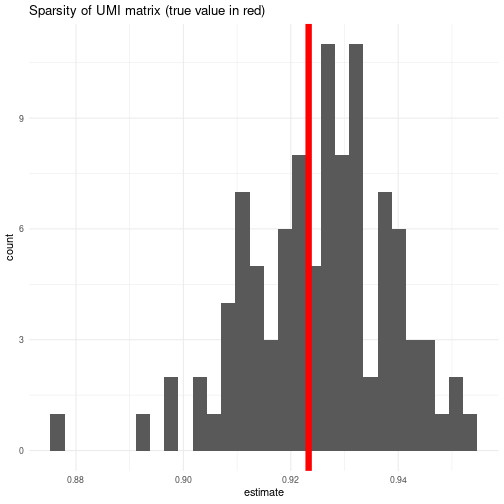 Sparsity of UMI matrix (true value in red)
9
6
3
0
count
0.88
0.90
0.92
0.94
estimate